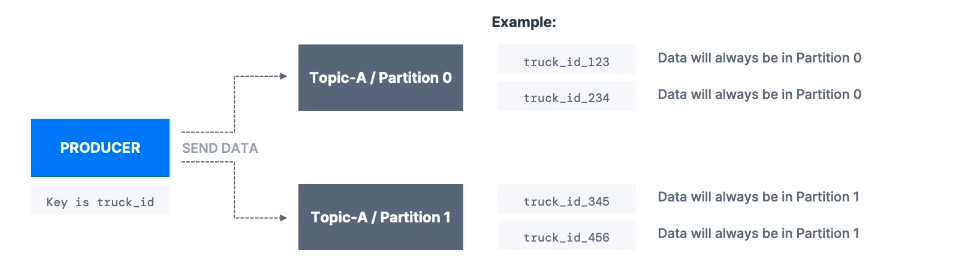 Example:
Topic-A / Partition 0
truck_id_123
Data will always be in Partition 0
truck_id_234
Data will always be in Partition 0
PRODUCER
SEND DATA
Key is truck_id
Topic-A / Partition 1
truck_id_345
Data will always be in Partition 1
truck_id_456
Data will always be in Partition 1